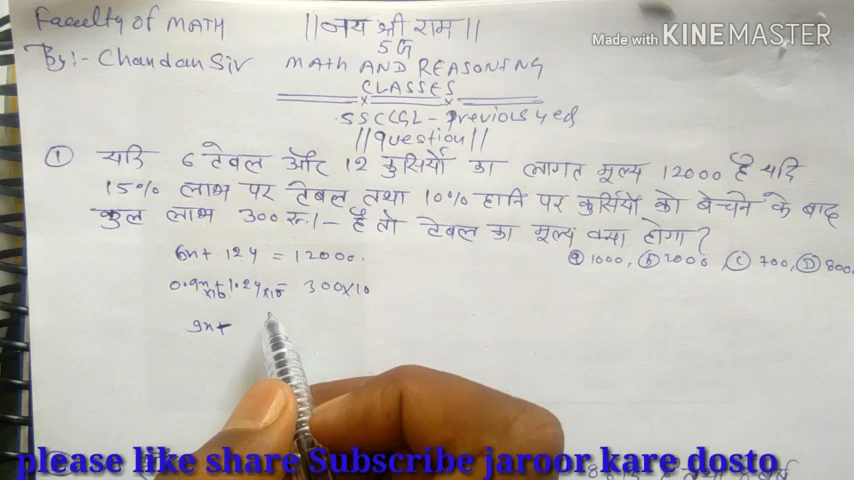 Faculty of MATH ||जय श्री राम|| Made with KINEMASTER
By:- Chandan Sir SG
MATH AND REASONING
CLASSES
SSC CGL - Previous
||Question||
① यदि 6 टेबल और 12 कुर्सियों का लागत मूल्य 12000 है यदि
15% लाभ पर टेबल तथा 10% हानि पर कुर्सियों को बेचने के बाद
कुल लाभ 300 रू.।- है तो टेबल का मूल्य क्या होगा?
ⓐ 1000, ⓑ 2000, ⓒ 700, Ⓓ 800
6x + 12y = 12000.
0.9x×10 + 1.2y×10 = 300×10
9x+
please like share Subscribe jaroor kare dosto